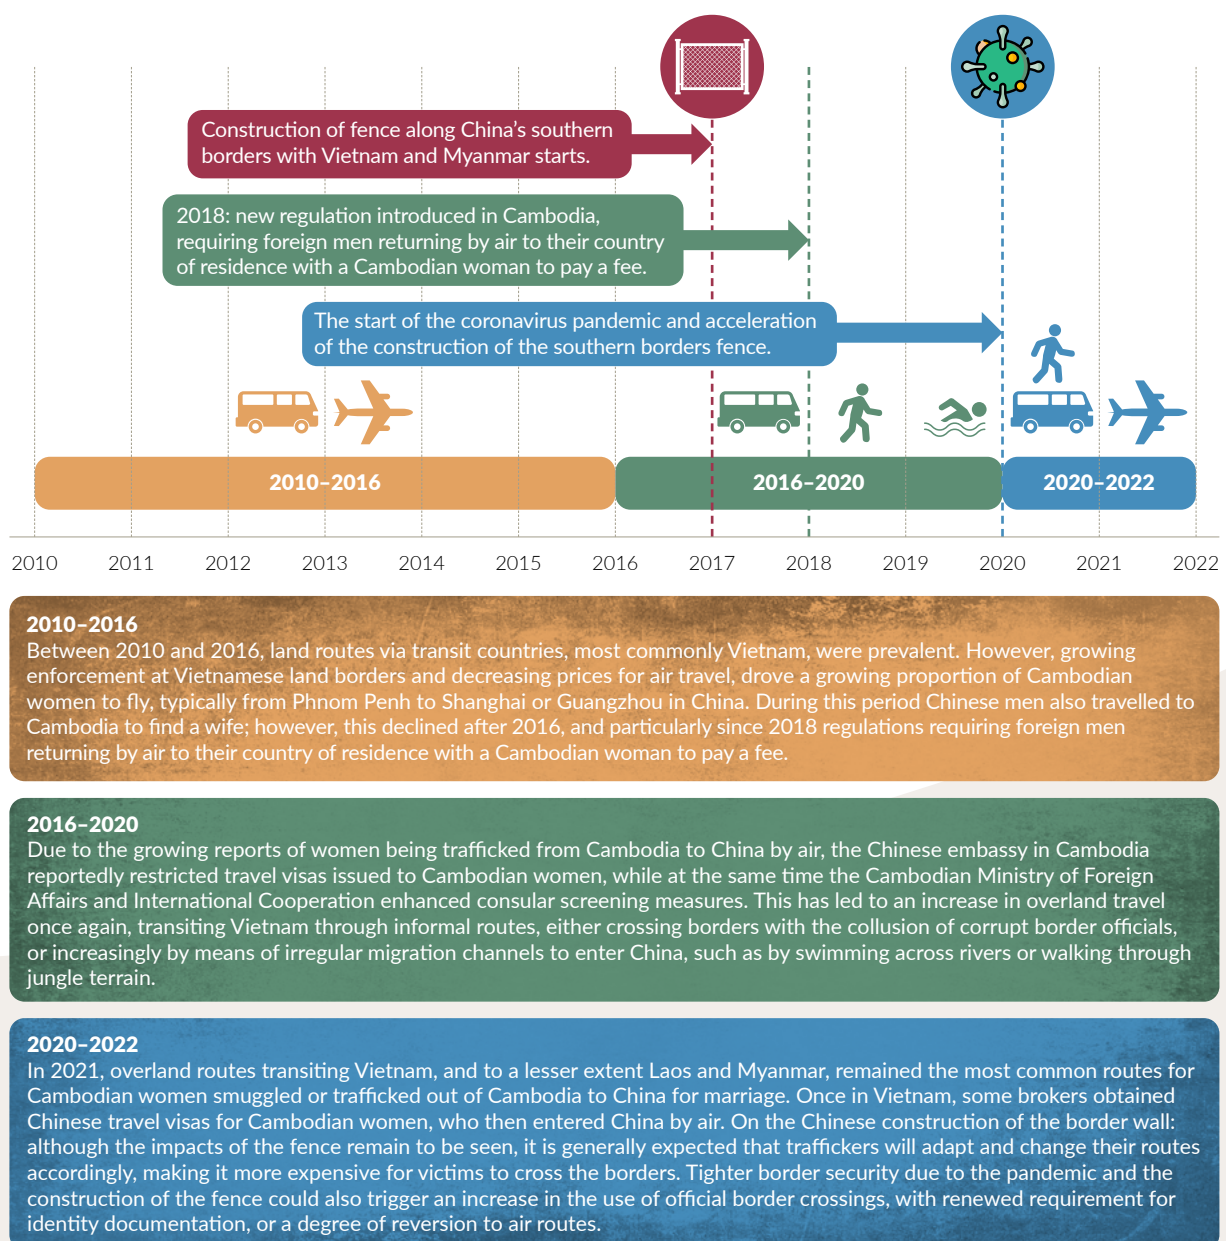 Construction of fence along China's southern
borders with Vietnam and Myanmar starts.
2018: new regulation introduced in Cambodia,
requiring foreign men returning by air to their country
of residence with a Cambodian woman to pay a fee.
The start of the coronavirus pandemic and acceleration
of the construction of the southern borders fence.
2010–2016
2016–2020
2020–2022
2010 2011 2012 2013 2014 2015 2016 2017 2018 2019 2020 2021 2022
2010–2016
Between 2010 and 2016, land routes via transit countries, most commonly Vietnam, were prevalent. However, growing
enforcement at Vietnamese land borders and decreasing prices for air travel, drove a growing proportion of Cambodian
women to fly, typically from Phnom Penh to Shanghai or Guangzhou in China. During this period Chinese men also travelled to
Cambodia to find a wife; however, this declined after 2016, and particularly since 2018 regulations requiring foreign men
returning by air to their country of residence with a Cambodian woman to pay a fee.
2016–2020
Due to the growing reports of women being trafficked from Cambodia to China by air, the Chinese embassy in Cambodia
reportedly restricted travel visas issued to Cambodian women, while at the same time the Cambodian Ministry of Foreign
Affairs and International Cooperation enhanced consular screening measures. This has led to an increase in overland travel
once again, transiting Vietnam through informal routes, either crossing borders with the collusion of corrupt border officials,
or increasingly by means of irregular migration channels to enter China, such as by swimming across rivers or walking through
jungle terrain.
2020–2022
In 2021, overland routes transiting Vietnam, and to a lesser extent Laos and Myanmar, remained the most common routes for
Cambodian women smuggled or trafficked out of Cambodia to China for marriage. Once in Vietnam, some brokers obtained
Chinese travel visas for Cambodian women, who then entered China by air. On the Chinese construction of the border wall:
although the impacts of the fence remain to be seen, it is generally expected that traffickers will adapt and change their routes
accordingly, making it more expensive for victims to cross the borders. Tighter border security due to the pandemic and the
construction of the fence could also trigger an increase in the use of official border crossings, with renewed requirement for
identity documentation, or a degree of reversion to air routes.